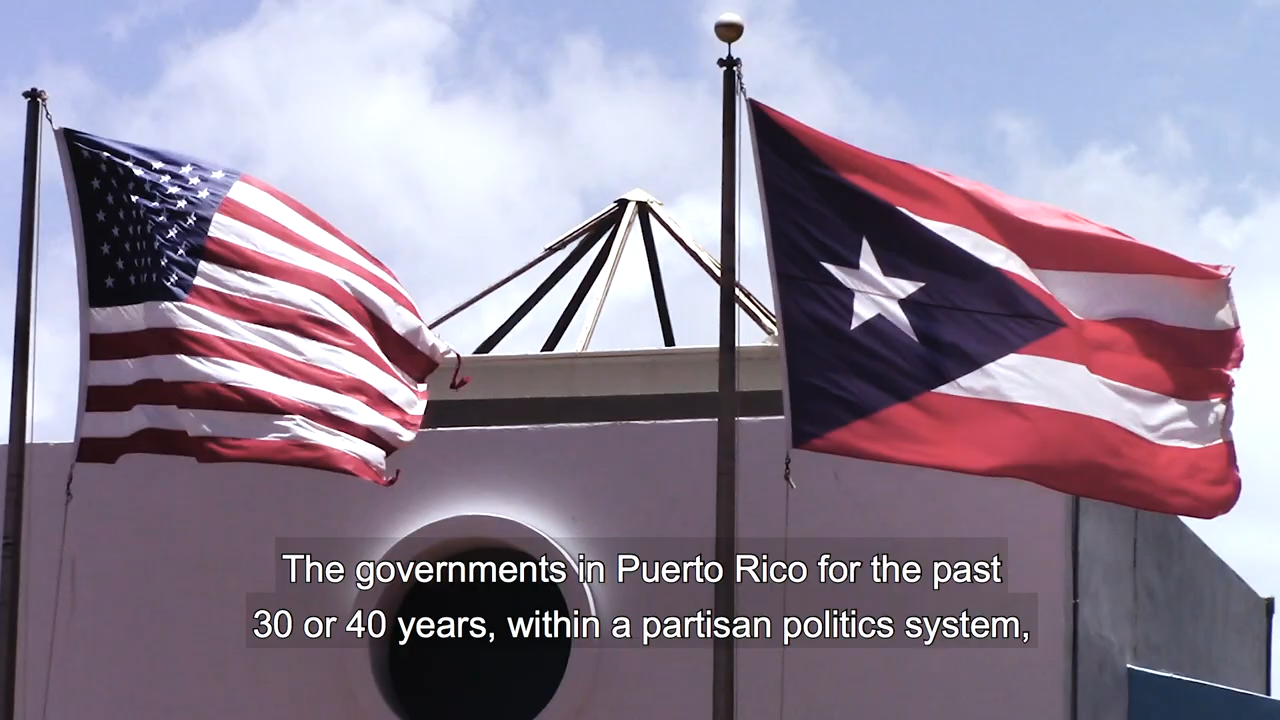 The governments in Puerto Rico for the past
30 or 40 years, within a partisan politics system,